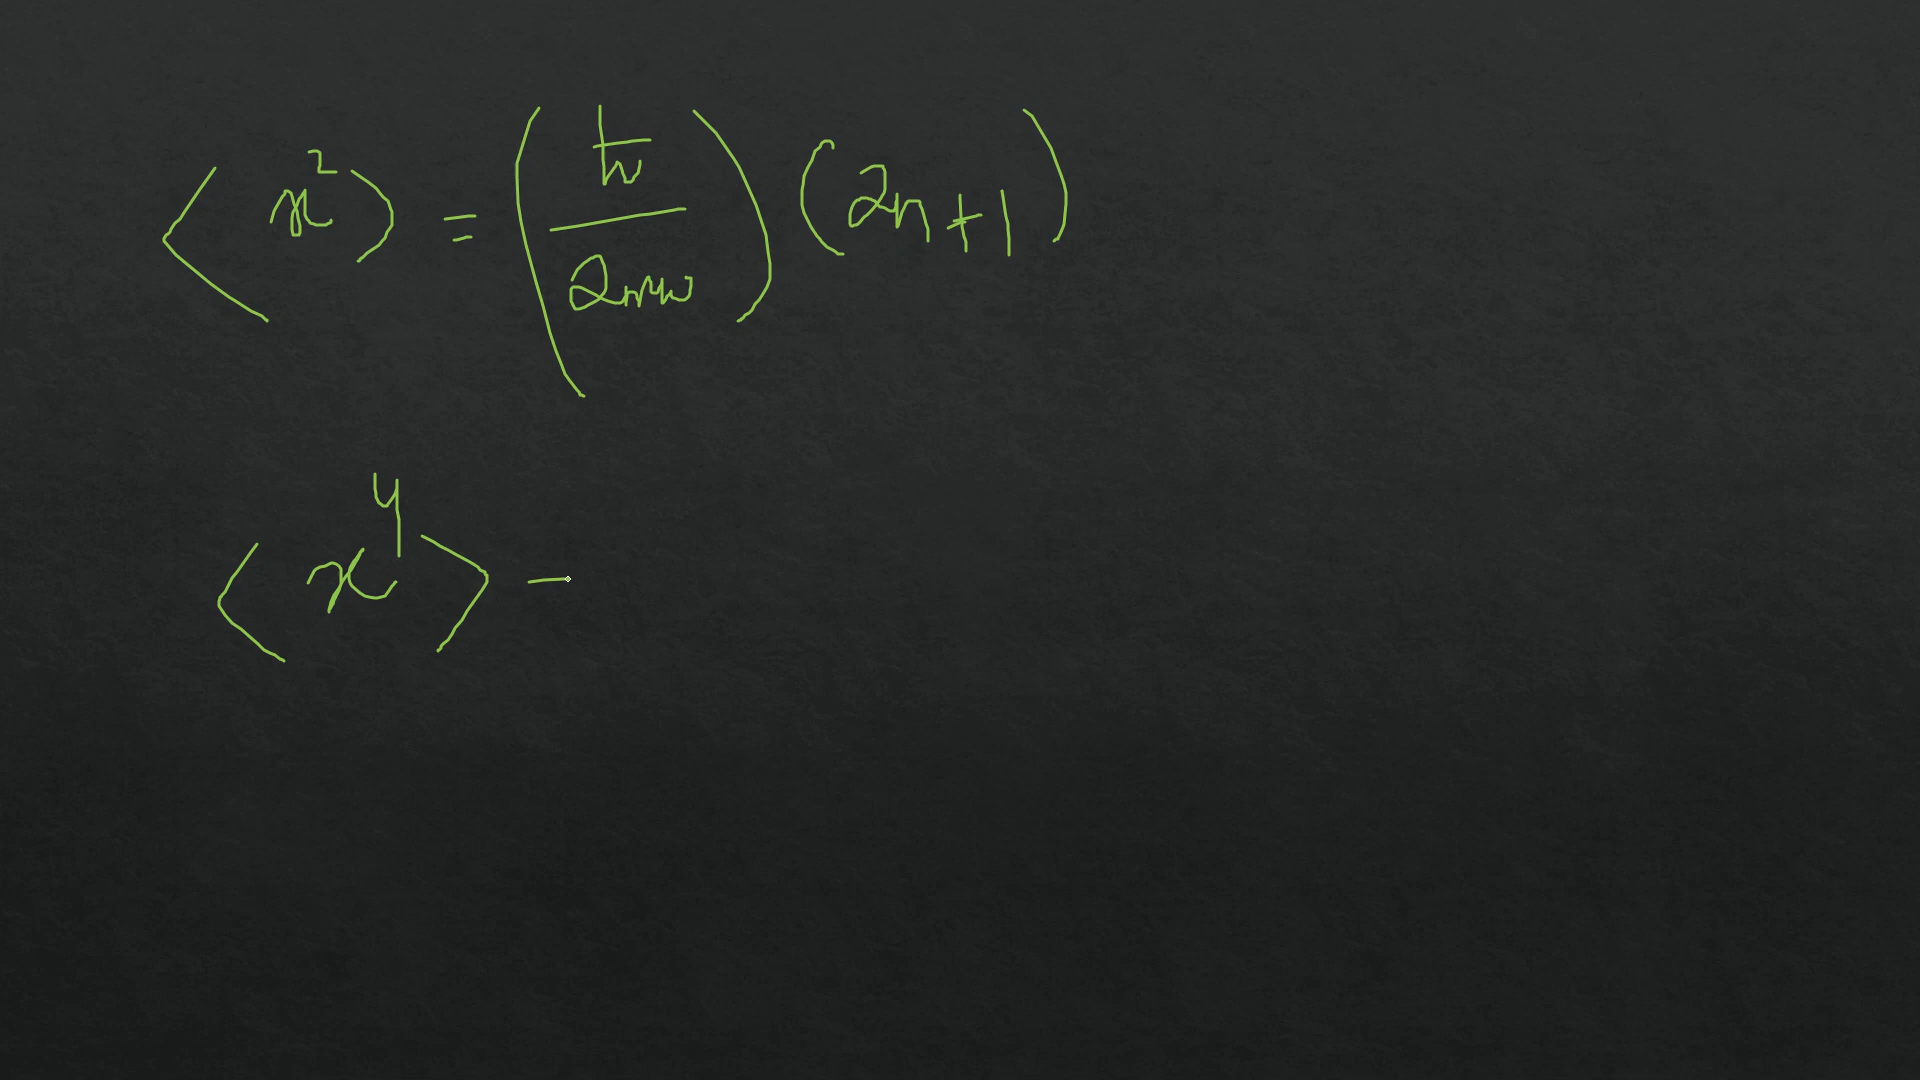 ⟨x²⟩ = (ħ/2mω)(2n+1)
⟨x⁴⟩ −